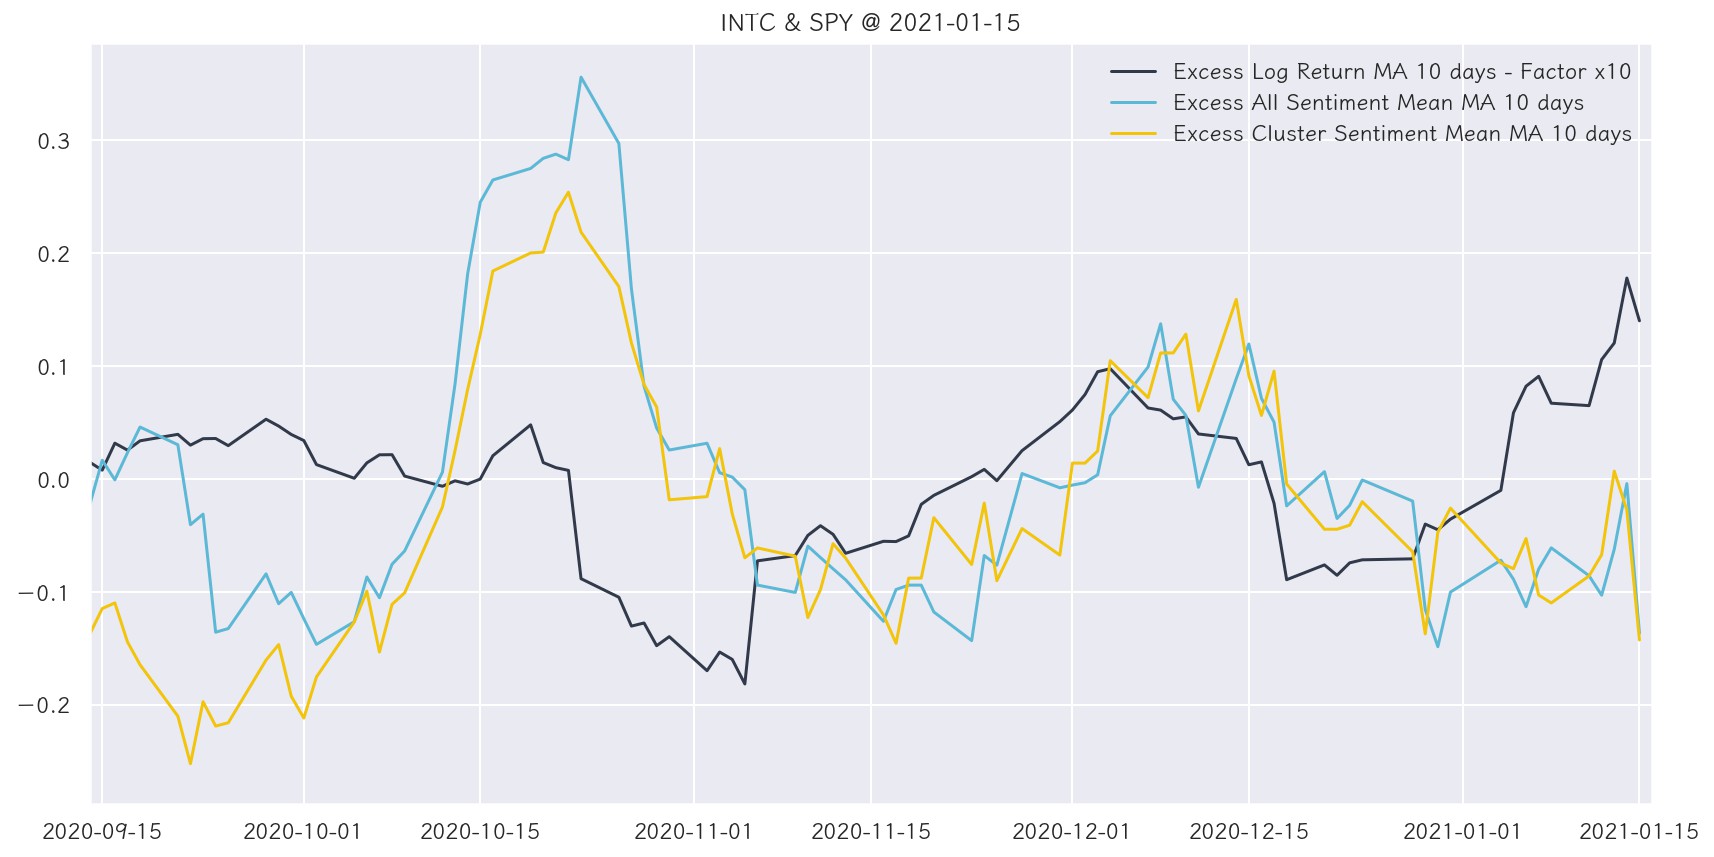 INTC & SPY @ 2021-01-15
Excess Log Return MA 10 days - Factor x10
Excess All Sentiment Mean MA 10 days
Excess Cluster Sentiment Mean MA 10 days
0.3
0.2
0.1
0.0
−0.1
−0.2
2020-09-15 2020-10-01 2020-10-15 2020-11-01 2020-11-15 2020-12-01 2020-12-15 2021-01-01 2021-01-15